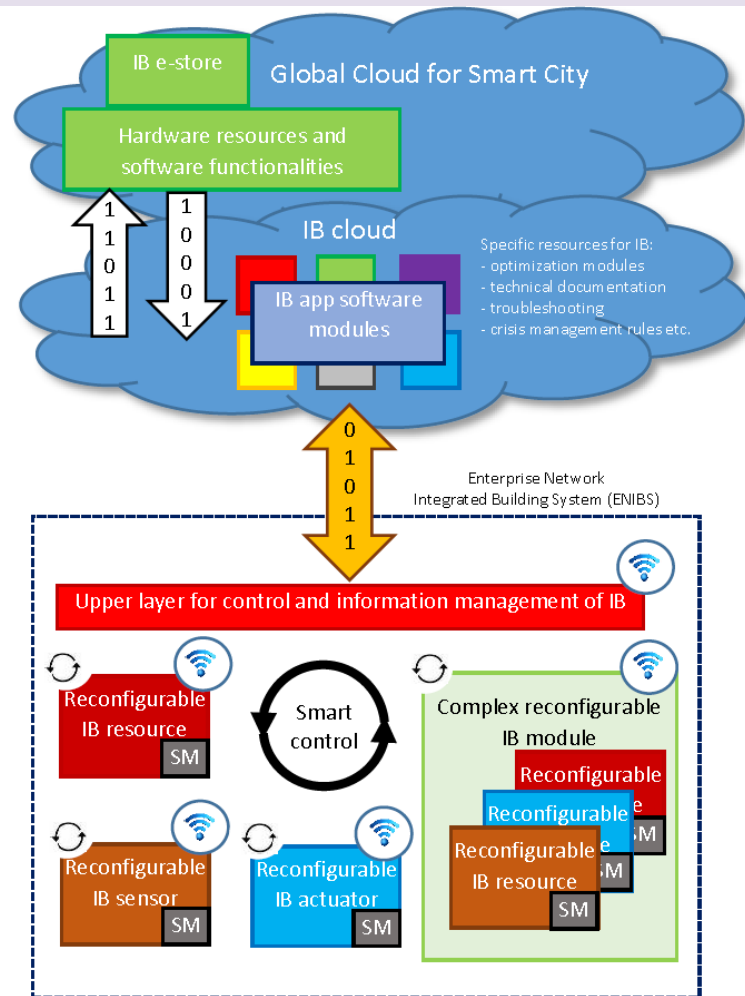 IB e-store
Global Cloud for Smart City
Hardware resources and
software functionalities
1
1
0
1
1
1
0
0
0
1
IB cloud
Specific resources for IB:
- optimization modules
- technical documentation
- troubleshooting
- crisis management rules etc.
IB app software
modules
0
1
0
1
1
Enterprise Network
Integrated Building System (ENIBS)
Upper layer for control and information management of IB
Reconfigurable
IB resource
SM
Smart
control
Complex reconfigurable
IB module
Reconfigurable
e
SM
Reconfigurable
e
SM
Reconfigurable
IB resource
SM
Reconfigurable
IB sensor
SM
Reconfigurable
IB actuator
SM